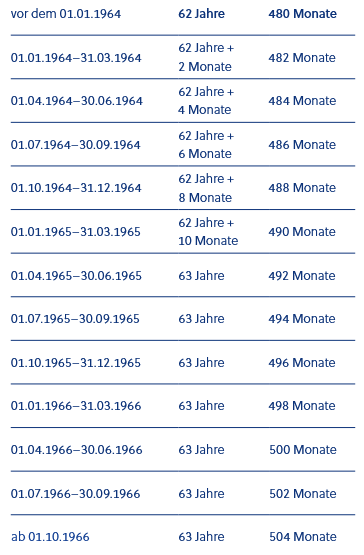 vor dem 01.01.1964 62 Jahre 480 Monate
01.01.1964–31.03.1964 62 Jahre + 2 Monate 482 Monate
01.04.1964–30.06.1964 62 Jahre + 4 Monate 484 Monate
01.07.1964–30.09.1964 62 Jahre + 6 Monate 486 Monate
01.10.1964–31.12.1964 62 Jahre + 8 Monate 488 Monate
01.01.1965–31.03.1965 62 Jahre + 10 Monate 490 Monate
01.04.1965–30.06.1965 63 Jahre 492 Monate
01.07.1965–30.09.1965 63 Jahre 494 Monate
01.10.1965–31.12.1965 63 Jahre 496 Monate
01.01.1966–31.03.1966 63 Jahre 498 Monate
01.04.1966–30.06.1966 63 Jahre 500 Monate
01.07.1966–30.09.1966 63 Jahre 502 Monate
ab 01.10.1966 63 Jahre 504 Monate